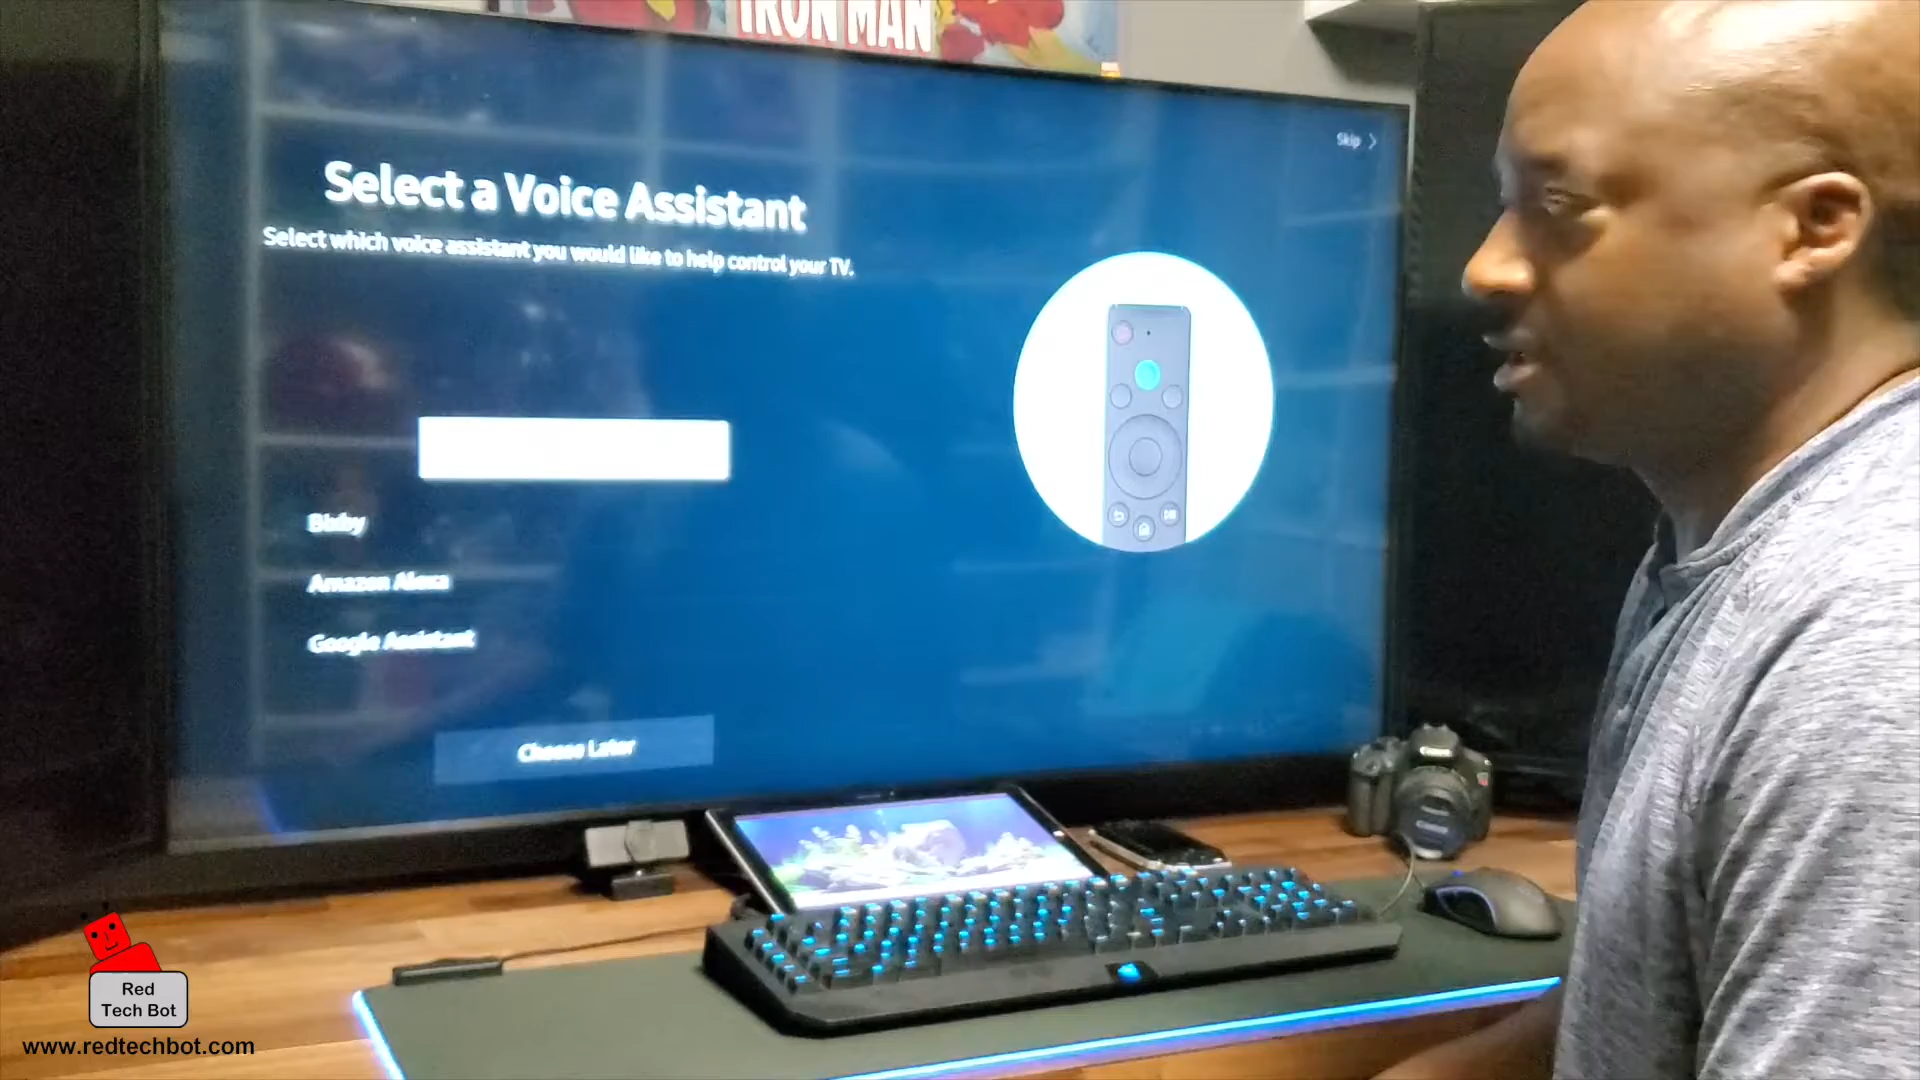 IRON MAN
Skip
Select a Voice Assistant
Select which voice assistant you would like to help control your TV.
Bixby
Amazon Alexa
Google Assistant
Choose Later
Canon
Red
Tech Bot
www.redtechbot.com